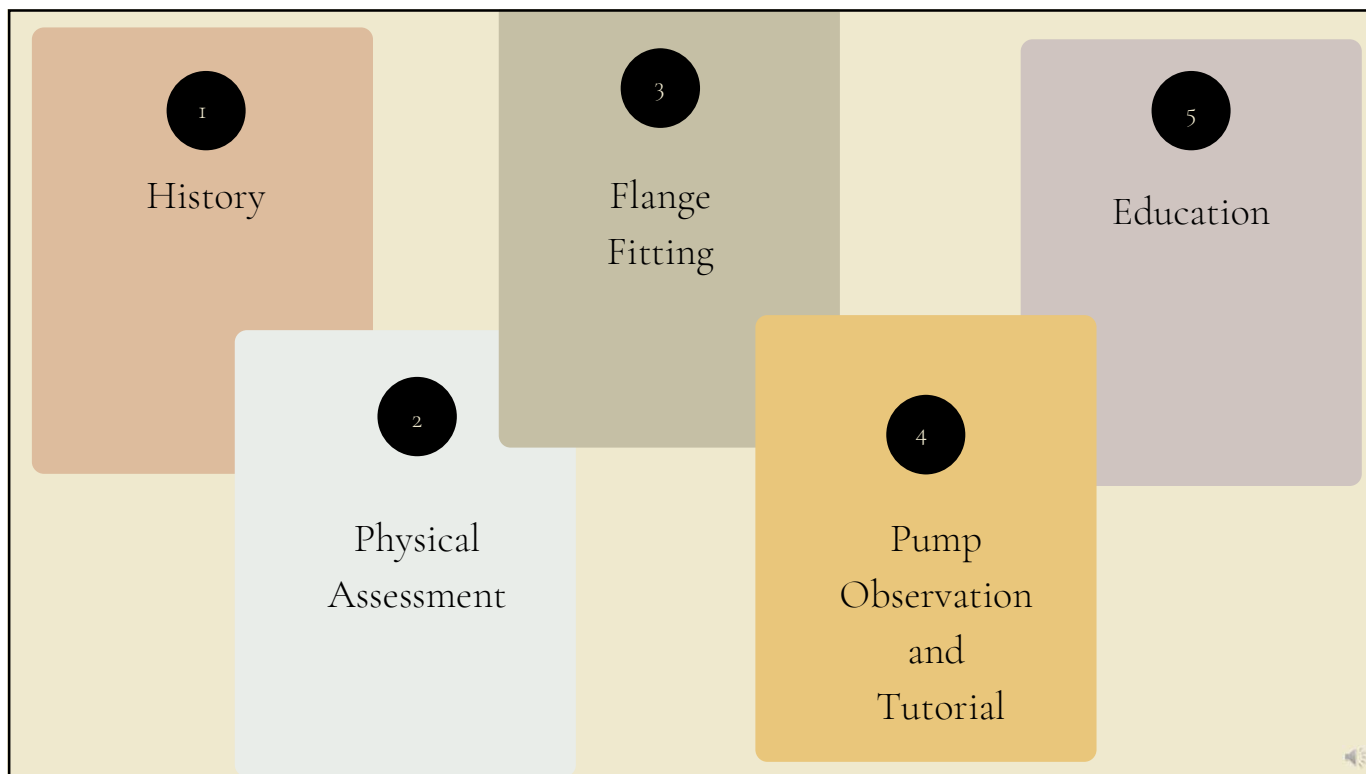 1
History
2
Physical
Assessment
3
Flange
Fitting
4
Pump
Observation
and
Tutorial
5
Education